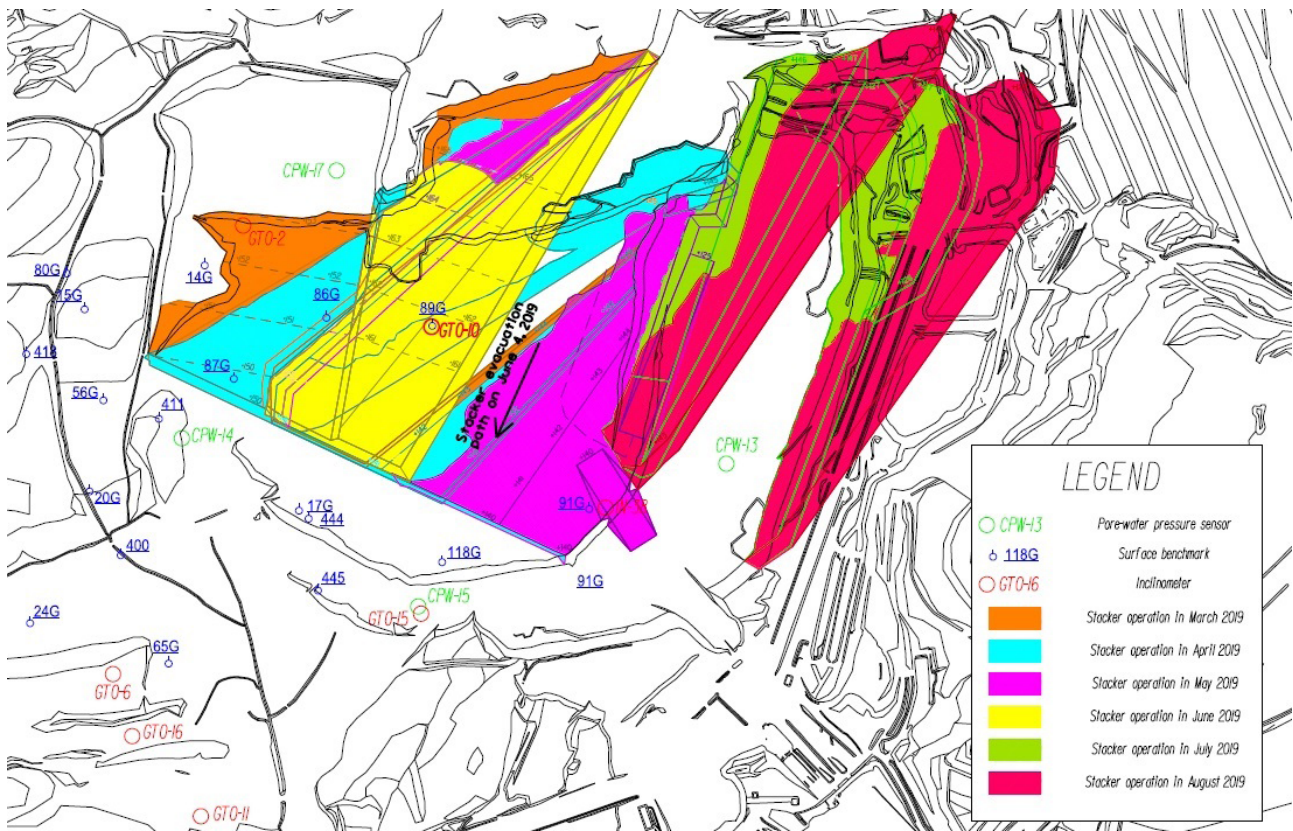 CPW-17
GTO-2
14G
80G
15G
86G
89G
GTO-10
418
87G
Stacker evacuation
path on June 4, 2019
56G
411
CPW-14
CPW-13
20G
17G
444
91G
400
118G
91G
445
CPW-15
GTO-15
24G
65G
GTO-6
GTO-16
GTO-11
LEGEND
CPW-13 Pore-water pressure sensor
118G Surface benchmark
GTO-16 Inclinometer
Stacker operation in March 2019
Stacker operation in April 2019
Stacker operation in May 2019
Stacker operation in June 2019
Stacker operation in July 2019
Stacker operation in August 2019